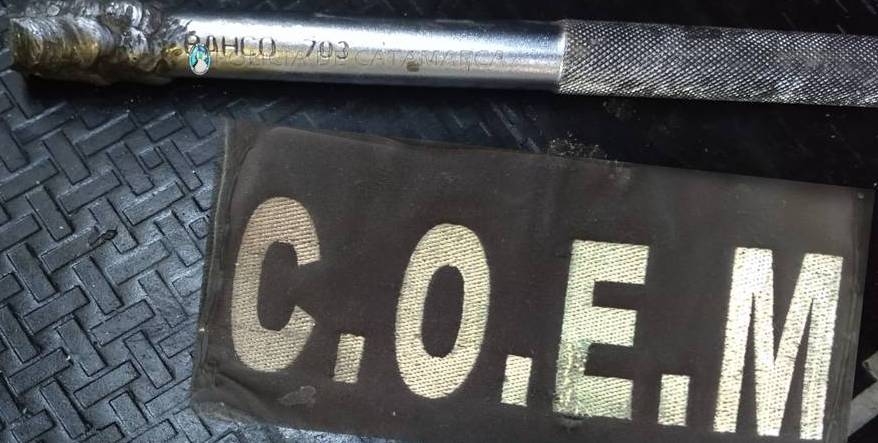 BAHCO 793
POLICIA DE CATAMARCA
C.O.E.M